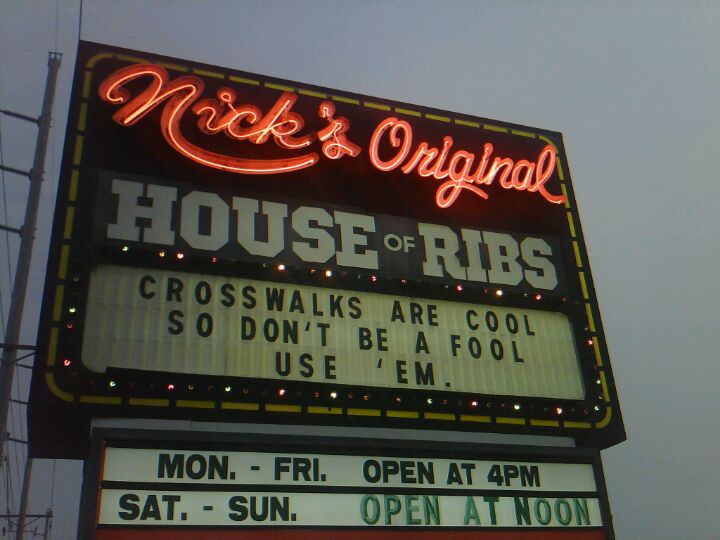 Nick's Original
HOUSE OF RIBS
CROSSWALKS ARE COOL
SO DON'T BE A FOOL
USE 'EM.
MON. - FRI. OPEN AT 4PM
SAT. - SUN. OPEN AT NOON